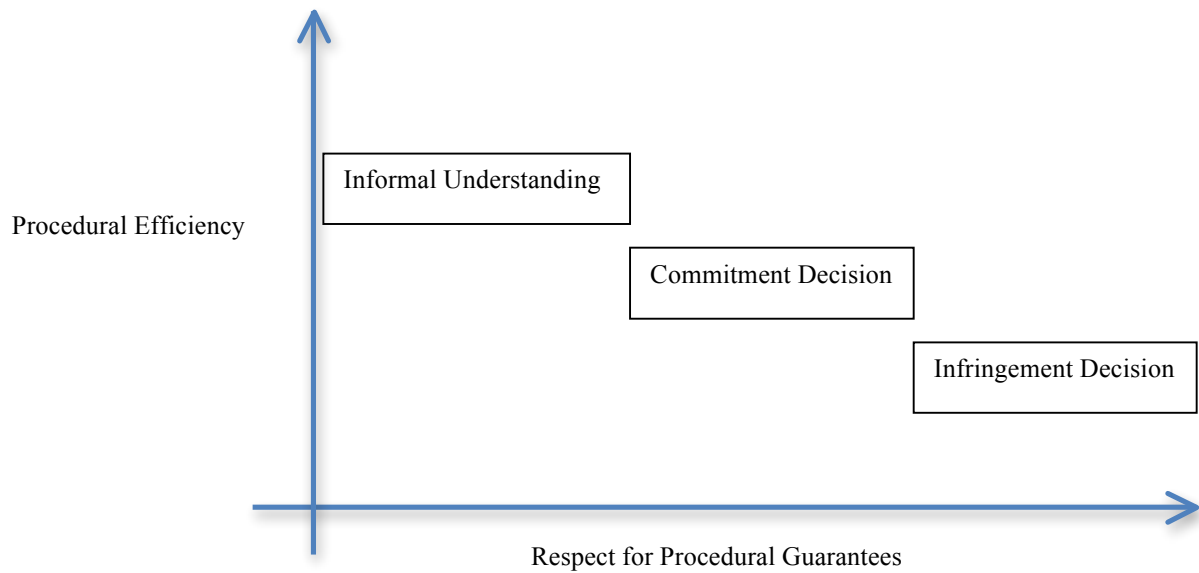 Informal Understanding
Procedural Efficiency
Commitment Decision
Infringement Decision
Respect for Procedural Guarantees